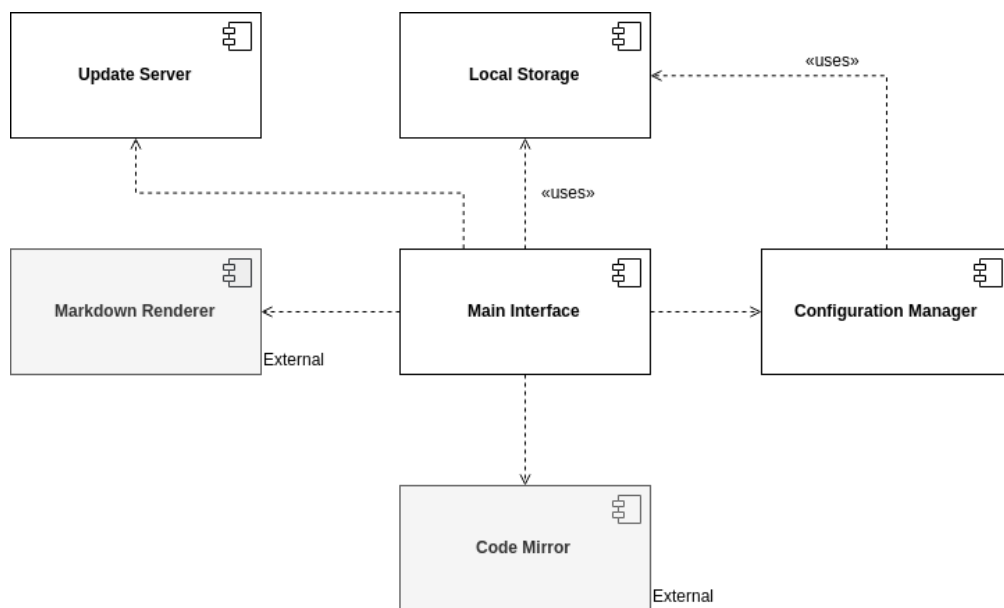 Update Server
Local Storage
«uses»
«uses»
Markdown Renderer
Main Interface
Configuration Manager
External
Code Mirror
External